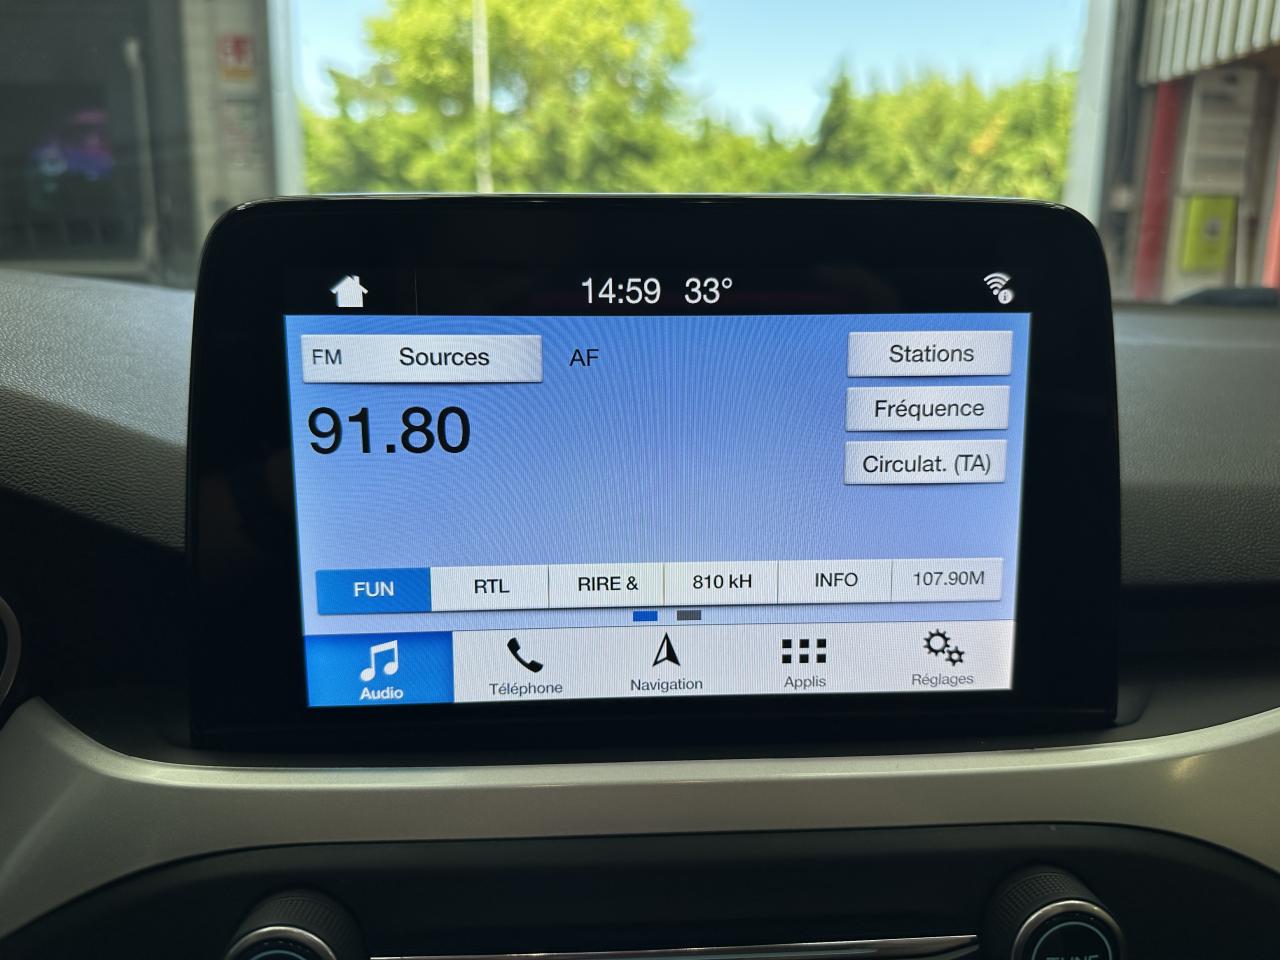 14:59 33°
FM Sources AF
Stations
91.80
Fréquence
Circulat. (TA)
FUN RTL RIRE & 810 kH INFO 107.90M
Audio Téléphone Navigation Applis Réglages
TUNE